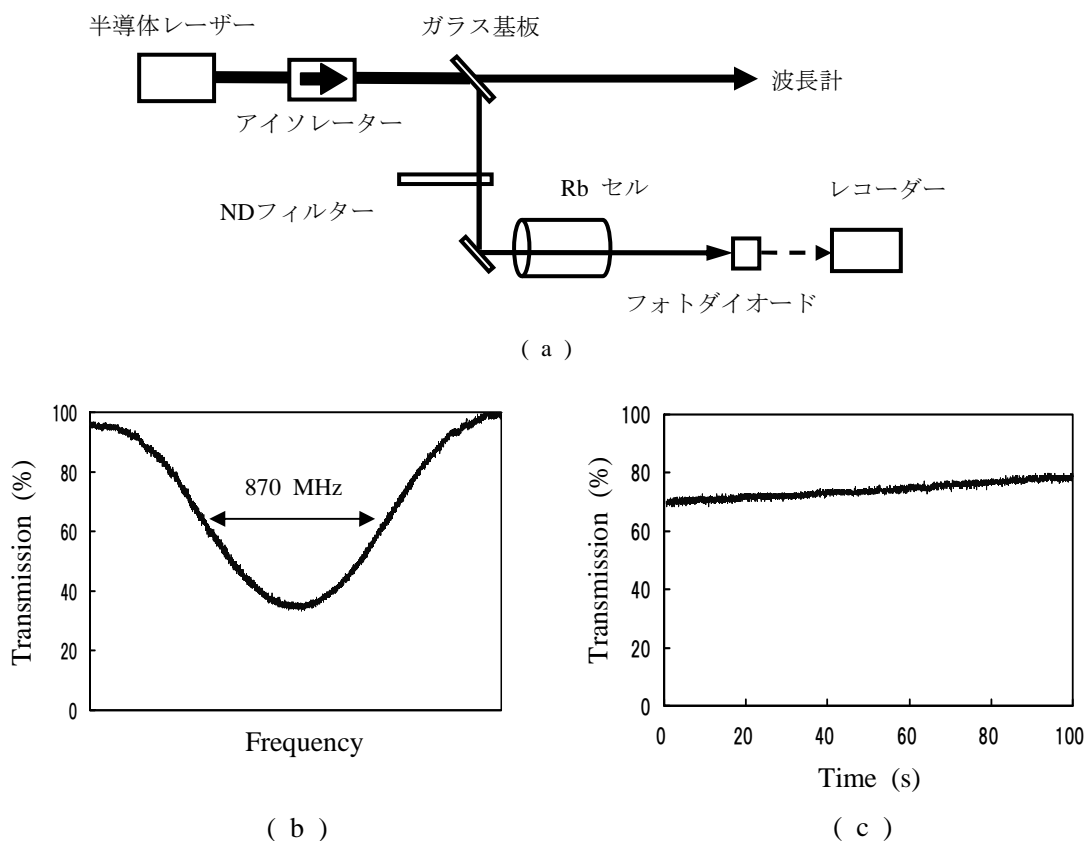 半導体レーザー
ガラス基板
波長計
アイソレーター
Rb セル
レコーダー
NDフィルター
フォトダイオード
( a )
100
80
60
40
20
0
Transmission (%)
870 MHz
Frequency
( b )
100
80
60
40
20
0
Transmission (%)
0 20 40 60 80 100
Time (s)
( c )